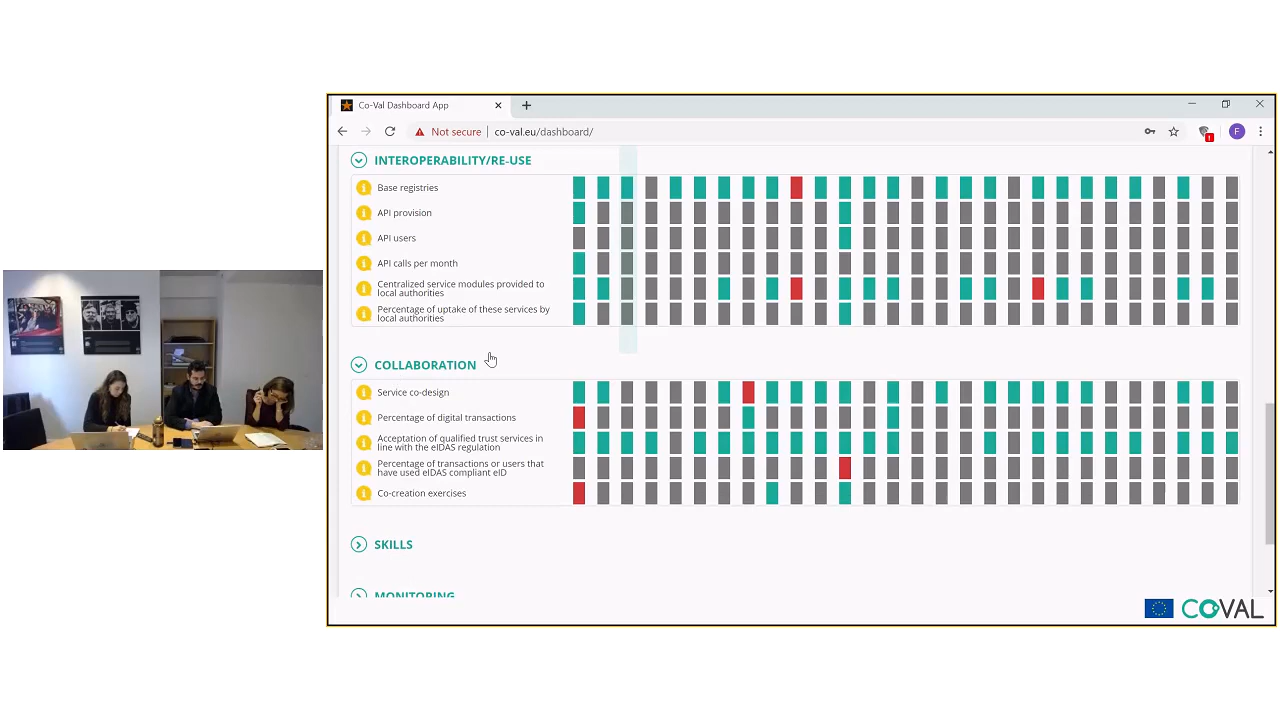 Co-Val Dashboard App
Not secure
co-val.eu/dashboard/
F
INTEROPERABILITY/RE-USE
Base registries
API provision
API users
API calls per month
Centralized service modules provided to
local authorities
Percentage of uptake of these services by
local authorities
COLLABORATION
Service co-design
Percentage of digital transactions
Acceptation of qualified trust services in
line with the eIDAS regulation
Percentage of transactions or users that
have used eIDAS compliant eID
Co-creation exercises
SKILLS
MONITORING
COVAL